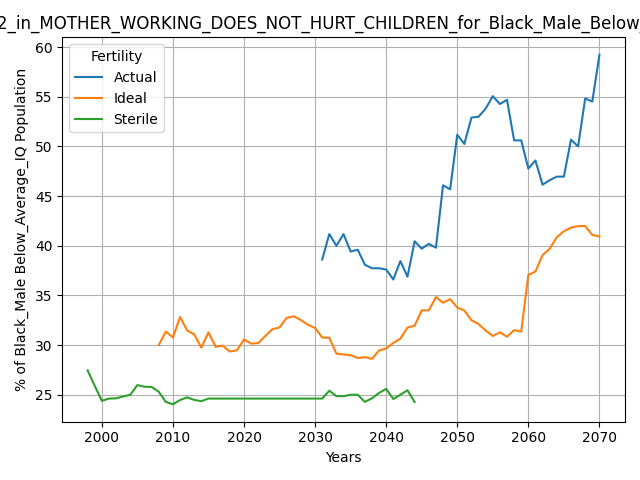 2_in_MOTHER_WORKING_DOES_NOT_HURT_CHILDREN_for_Black_Male_Below_
Fertility
Actual
Ideal
Sterile
% of Black_Male Below_Average_IQ Population
60
55
50
45
40
35
30
25
2000 2010 2020 2030 2040 2050 2060 2070
Years